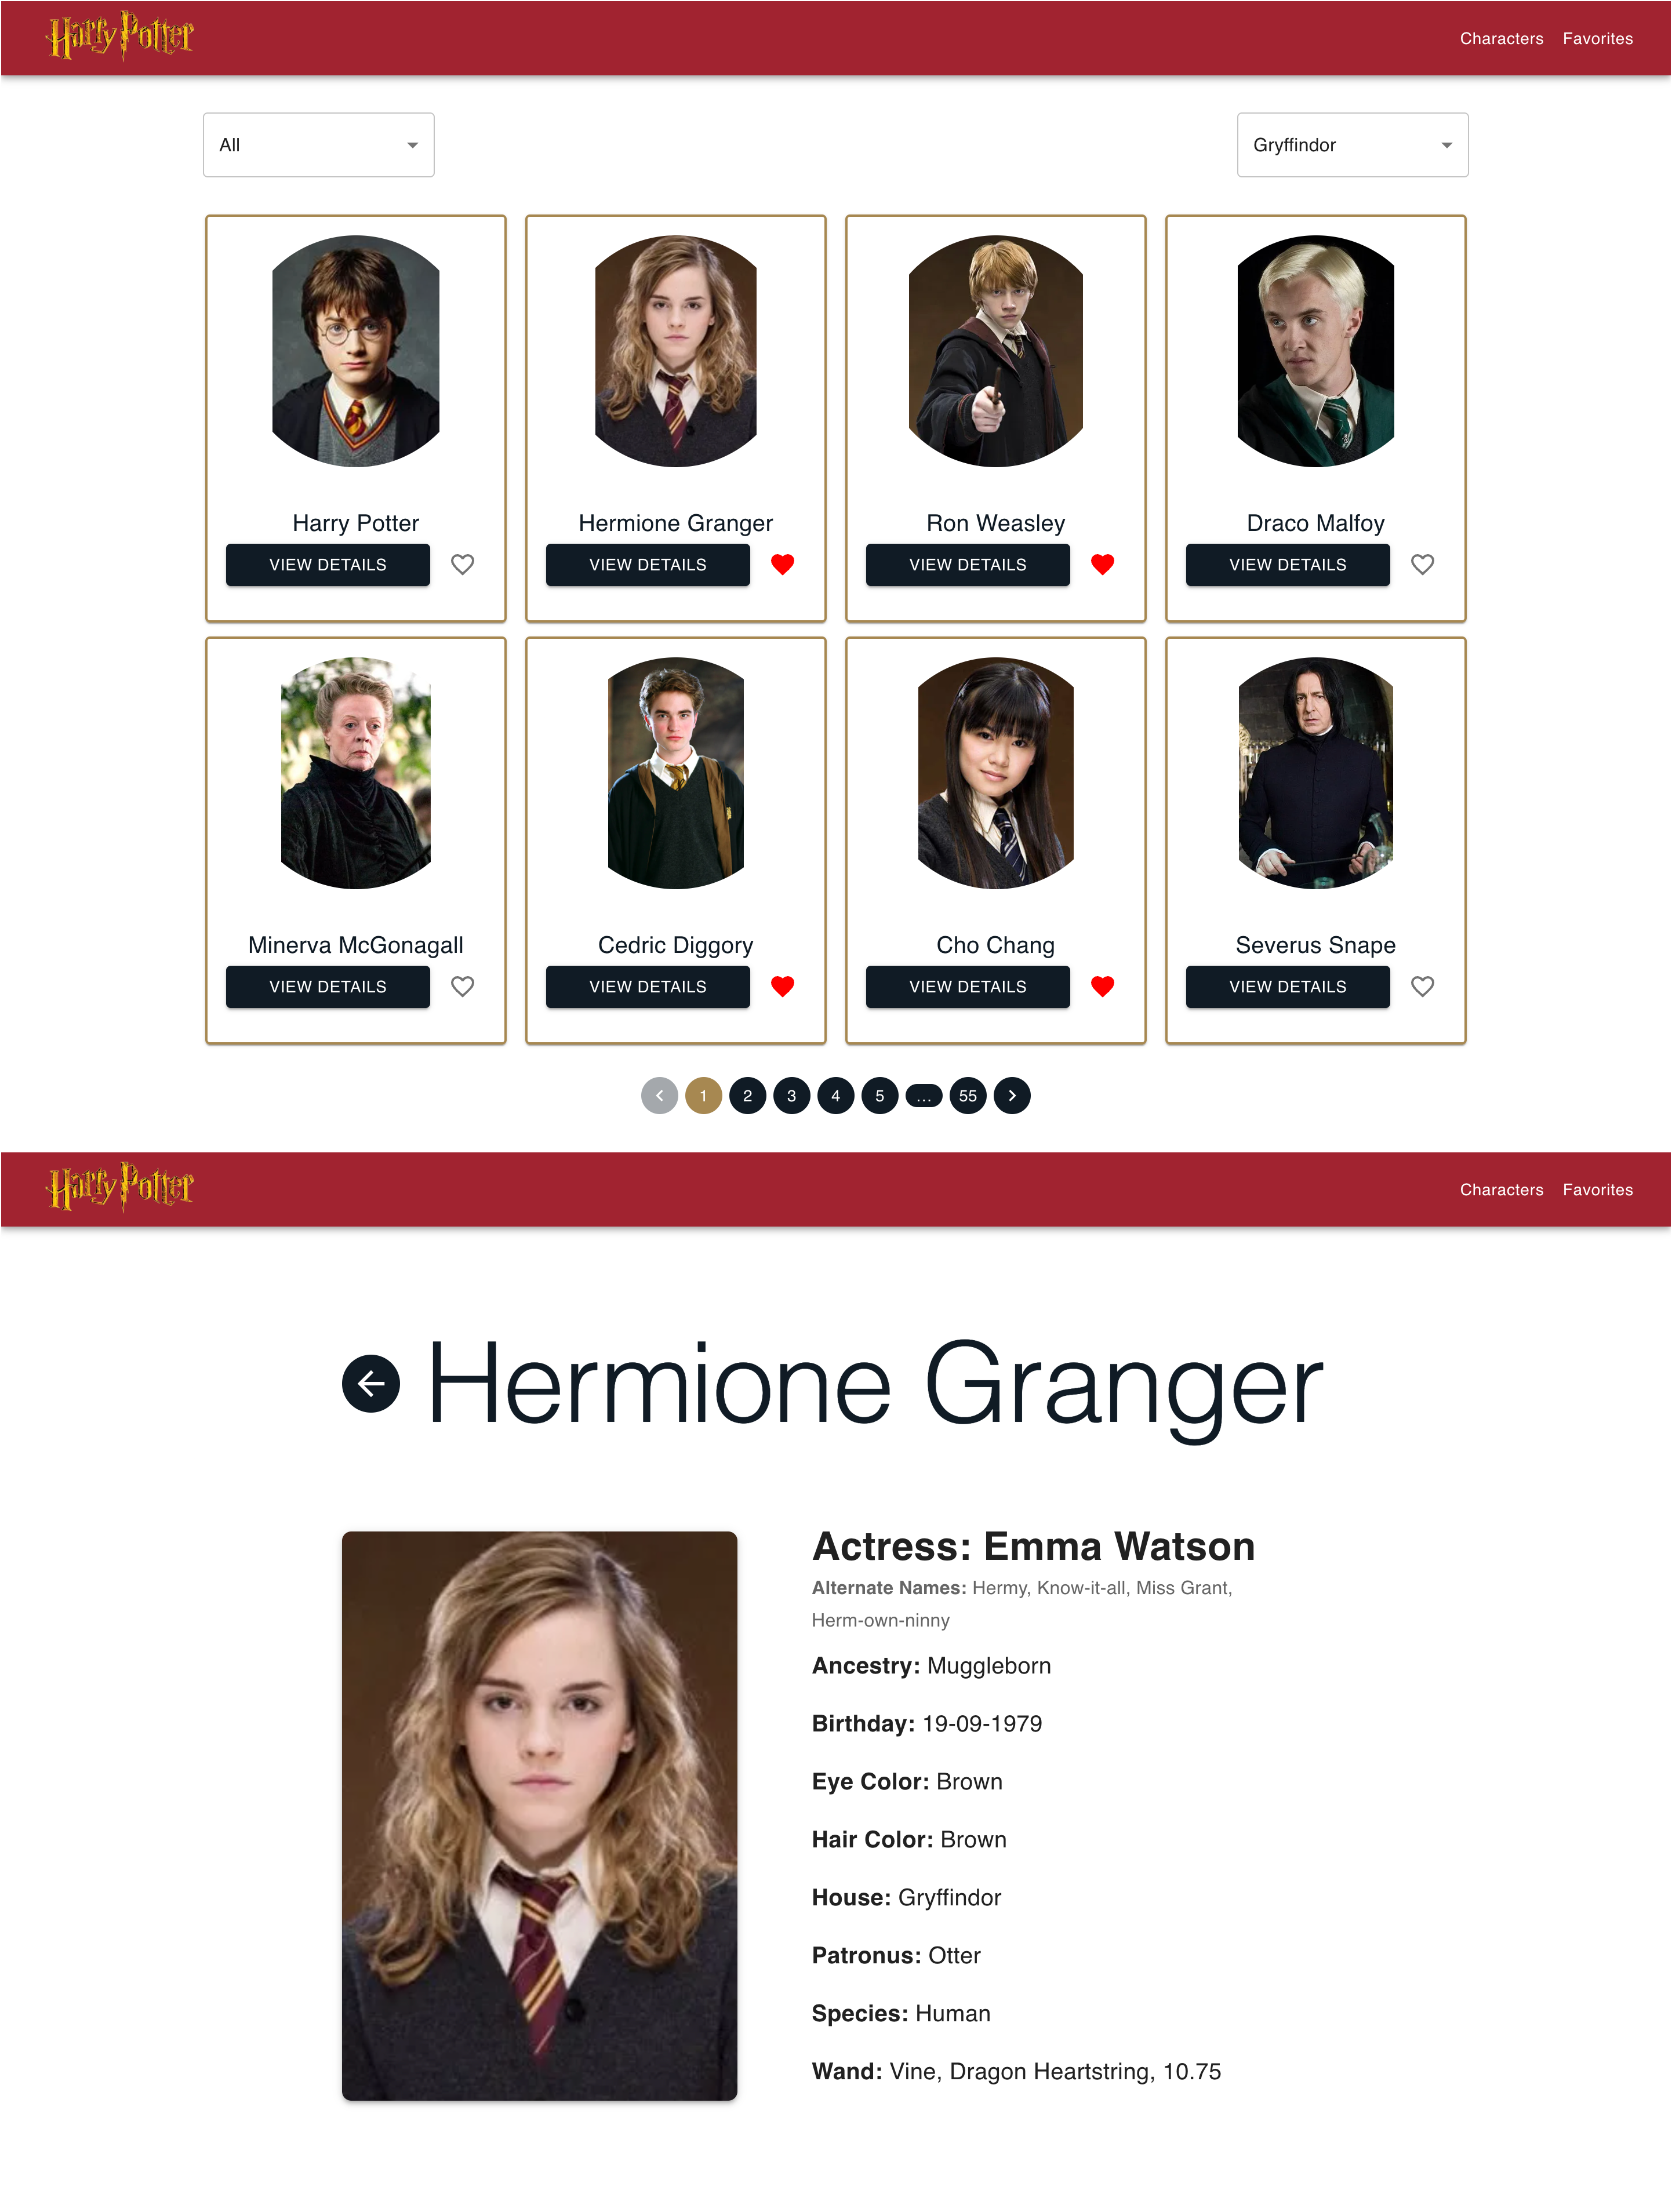 Harry Potter
Characters Favorites
All
Gryffindor
Harry Potter
VIEW DETAILS
Hermione Granger
VIEW DETAILS
Ron Weasley
VIEW DETAILS
Draco Malfoy
VIEW DETAILS
Minerva McGonagall
VIEW DETAILS
Cedric Diggory
VIEW DETAILS
Cho Chang
VIEW DETAILS
Severus Snape
VIEW DETAILS
1 2 3 4 5 ... 55
Harry Potter
Characters Favorites
Hermione Granger
Actress: Emma Watson
Alternate Names: Hermy, Know-it-all, Miss Grant,
Herm-own-ninny
Ancestry: Muggleborn
Birthday: 19-09-1979
Eye Color: Brown
Hair Color: Brown
House: Gryffindor
Patronus: Otter
Species: Human
Wand: Vine, Dragon Heartstring, 10.75